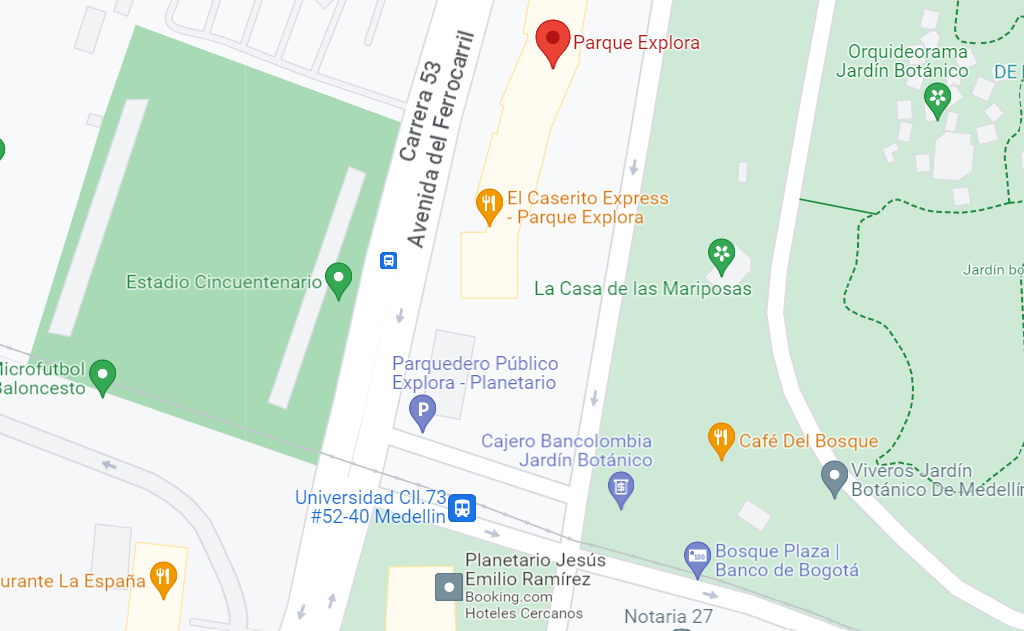 Parque Explora
Orquideorama
Jardín Botánico
DE
Carrera 53
Avenida del Ferrocarril
El Caserito Express
- Parque Explora
Estadio Cincuentenario
La Casa de las Mariposas
Jardín bo
Microfutbol
Baloncesto
Parquedero Público
Explora - Planetario
P
Cajero Bancolombia
Jardín Botánico
Café Del Bosque
Viveros Jardín
Botánico De Medellín
Universidad Cll.73
#52-40 Medellin
urante La España
Planetario Jesús
Emilio Ramírez
Booking.com
Hoteles Cercanos
Bosque Plaza |
Banco de Bogotá
Notaria 27